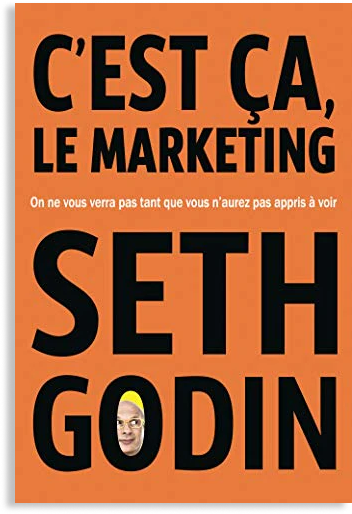 C'EST ÇA,
LE MARKETING
On ne vous verra pas tant que vous n'aurez pas appris à voir
SETH
GODIN